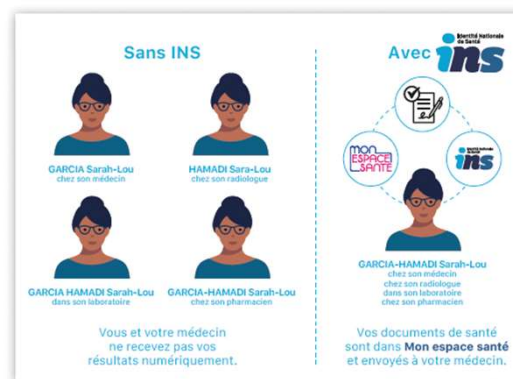 Sans INS
GARCIA Sarah-Lou
chez son médecin
HAMADI Sara-Lou
chez son radiologue
GARCIA HAMADI Sarah-Lou
dans son laboratoire
GARCIA-HAMADI Sarah-Lou
chez son pharmacien
Vous et votre médecin
ne recevez pas vos
résultats numériquement.
Avec
Identité Nationale
de Santé
ins
MON
ESPACE
SANTÉ
ins
GARCIA-HAMADI Sarah-Lou
chez son médecin
chez son radiologue
dans son laboratoire
chez son pharmacien
Vos documents de santé
sont dans Mon espace santé
et envoyés à votre médecin.